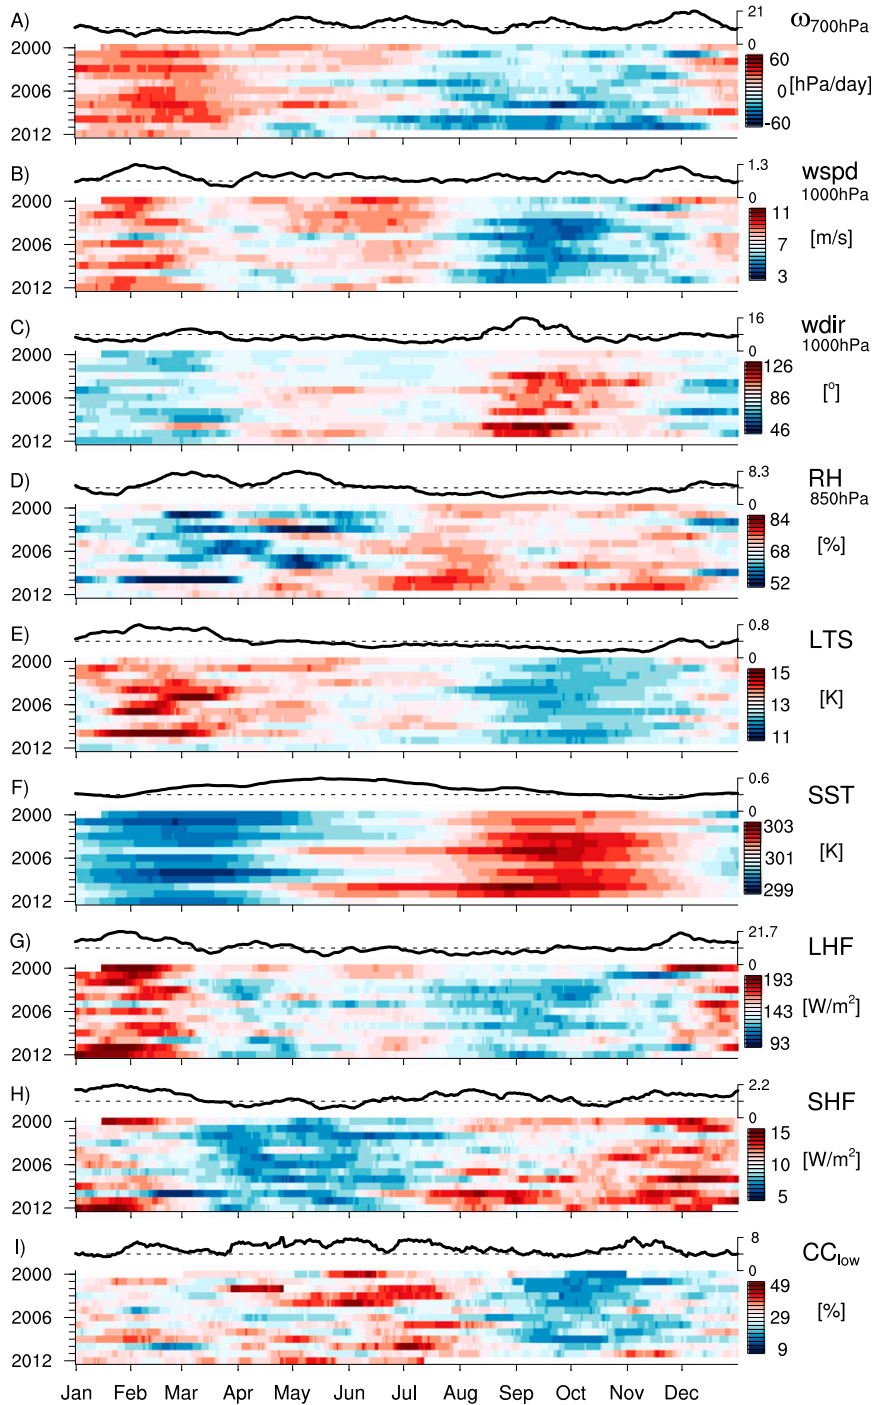 A) 21 ω700hPa
2000 0
60
2006 0 [hPa/day]
2012 -60
B) 1.3 wspd
1000hPa
2000 0
11
2006 7 [m/s]
2012 3
C) 16 wdir
1000hPa
2000 0
126
2006 86 [°]
2012 46
D) 8.3 RH
850hPa
2000 0
84
2006 68 [%]
2012 52
E) 0.8 LTS
2000 0
15
2006 13 [K]
2012 11
F) 0.6 SST
2000 0
303
2006 301 [K]
2012 299
G) 21.7 LHF
2000 0
193
2006 143 [W/m²]
2012 93
H) 2.2 SHF
2000 0
15
2006 10 [W/m²]
2012 5
I) 8 CClow
2000 0
49
2006 29 [%]
2012 9
Jan Feb Mar Apr May Jun Jul Aug Sep Oct Nov Dec